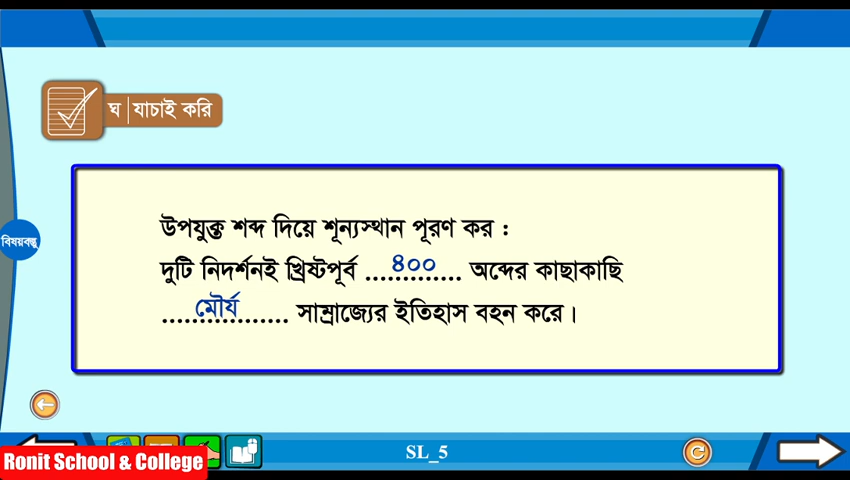 ঘ যাচাই করি
উপযুক্ত শব্দ দিয়ে শূন্যস্থান পূরণ কর :
দুটি নিদর্শনই খ্রিষ্টপূর্ব ....৪০০.... অব্দের কাছাকাছি
....মৌর্য.... সাম্রাজ্যের ইতিহাস বহন করে।
বিষয়বস্তু
SL_5
Ronit School & College